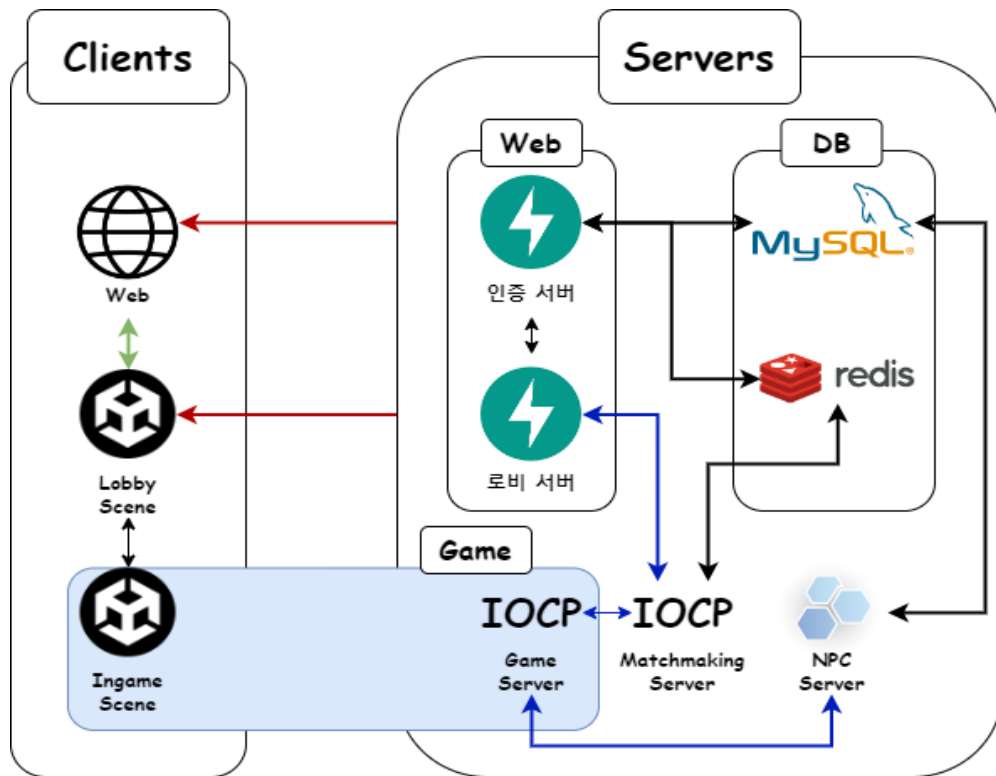 Clients
Servers
Web
DB
MySQL®
인증 서버
Web
redis
로비 서버
Lobby
Scene
Game
IOCP
IOCP
Game
Server
Matchmaking
Server
NPC
Server
Ingame
Scene